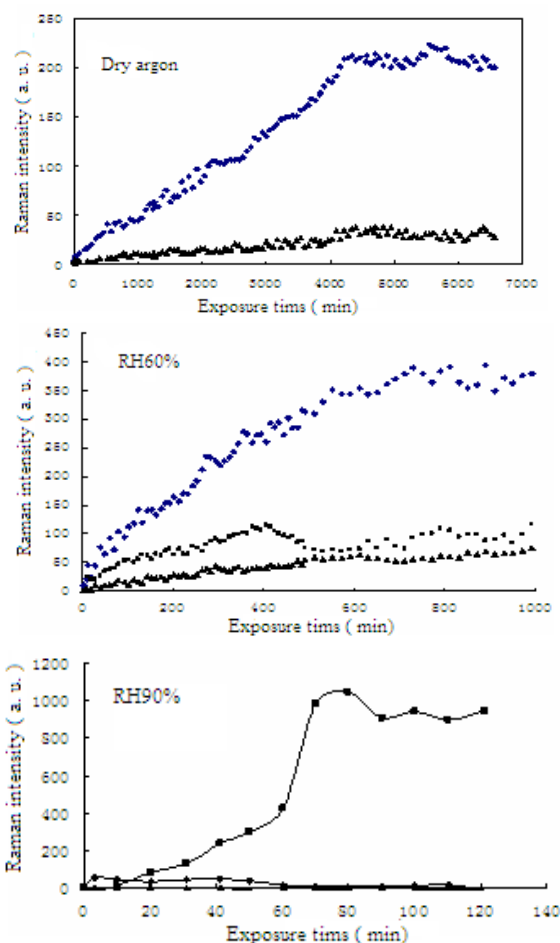 250
200
150
100
50
0
Raman intensity ( a. u. )
Dry argon
0 1000 2000 3000 4000 5000 6000 7000
Exposure tims ( min)
450
400
350
300
250
200
150
100
50
0
Raman intensity ( a. u. )
RH60%
0 200 400 600 800 1000
Exposure tims ( min)
1200
1000
800
600
400
200
0
Raman intensity ( a. u. )
RH90%
0 20 40 60 80 100 120 140
Exposure tims ( min)